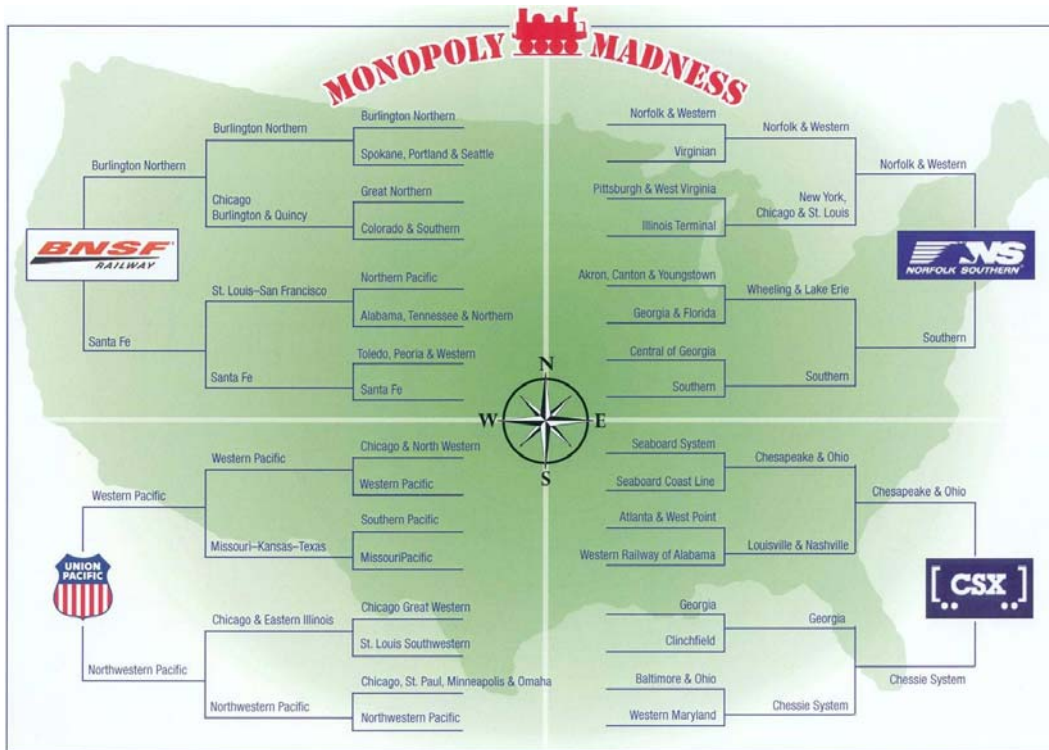 MONOPOLY MADNESS
Burlington Northern
Spokane, Portland & Seattle
Burlington Northern
Great Northern
Colorado & Southern
Chicago
Burlington & Quincy
Burlington Northern
BNSF
RAILWAY
Northern Pacific
Alabama, Tennessee & Northern
St. Louis–San Francisco
Toledo, Peoria & Western
Santa Fe
Santa Fe
Santa Fe
Norfolk & Western
Virginian
Norfolk & Western
Pittsburgh & West Virginia
Illinois Terminal
New York,
Chicago & St. Louis
Norfolk & Western
NS
NORFOLK SOUTHERN
Akron, Canton & Youngstown
Georgia & Florida
Wheeling & Lake Erie
Central of Georgia
Southern
Southern
Southern
N
W E
S
Chicago & North Western
Western Pacific
Western Pacific
Southern Pacific
MissouriPacific
Missouri–Kansas–Texas
Western Pacific
UNION
PACIFIC
Chicago Great Western
St. Louis Southwestern
Chicago & Eastern Illinois
Chicago, St. Paul, Minneapolis & Omaha
Northwestern Pacific
Northwestern Pacific
Northwestern Pacific
Seaboard System
Seaboard Coast Line
Chesapeake & Ohio
Atlanta & West Point
Western Railway of Alabama
Louisville & Nashville
Chesapeake & Ohio
CSX
Georgia
Clinchfield
Georgia
Baltimore & Ohio
Western Maryland
Chessie System
Chessie System